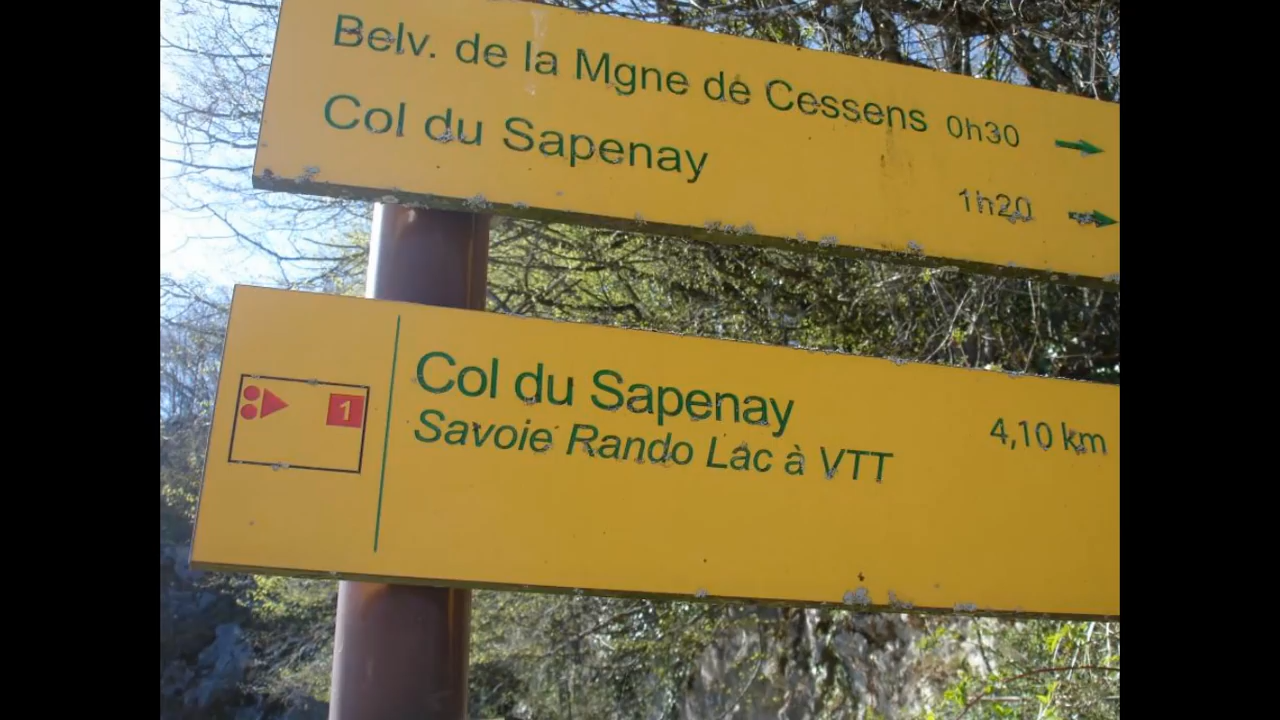 Belv. de la Mgne de Cessens 0h30
Col du Sapenay 1h20
1
Col du Sapenay 4,10 km
Savoie Rando Lac à VTT